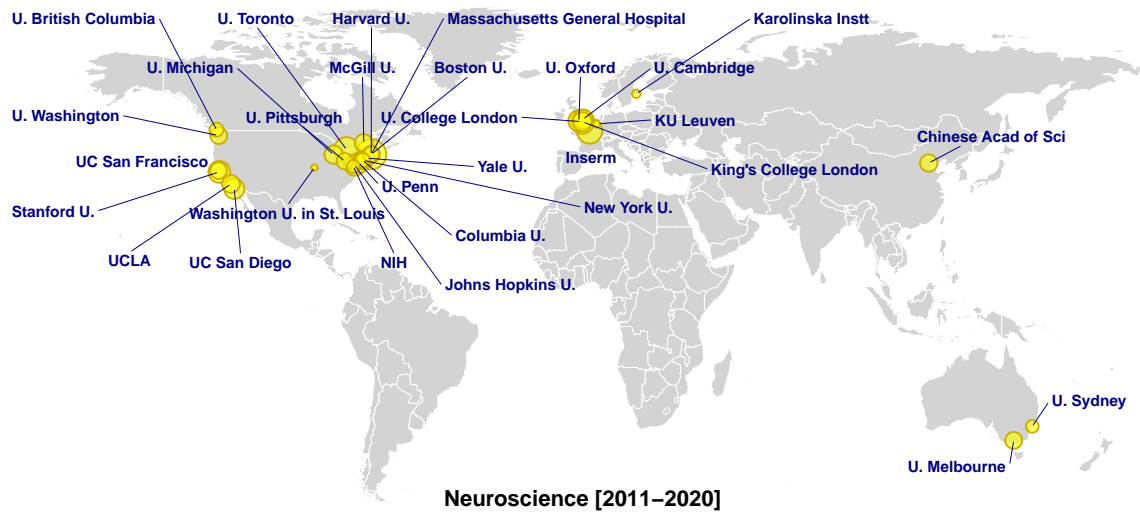 U. British Columbia
U. Toronto
Harvard U.
Massachusetts General Hospital
Karolinska Instt
U. Michigan
McGill U.
Boston U.
U. Oxford
U. Cambridge
U. Washington
U. Pittsburgh
U. College London
KU Leuven
Chinese Acad of Sci
UC San Francisco
Inserm
Yale U.
King's College London
U. Penn
Stanford U.
Washington U. in St. Louis
New York U.
Columbia U.
UCLA
UC San Diego
NIH
Johns Hopkins U.
U. Sydney
U. Melbourne
Neuroscience [2011–2020]